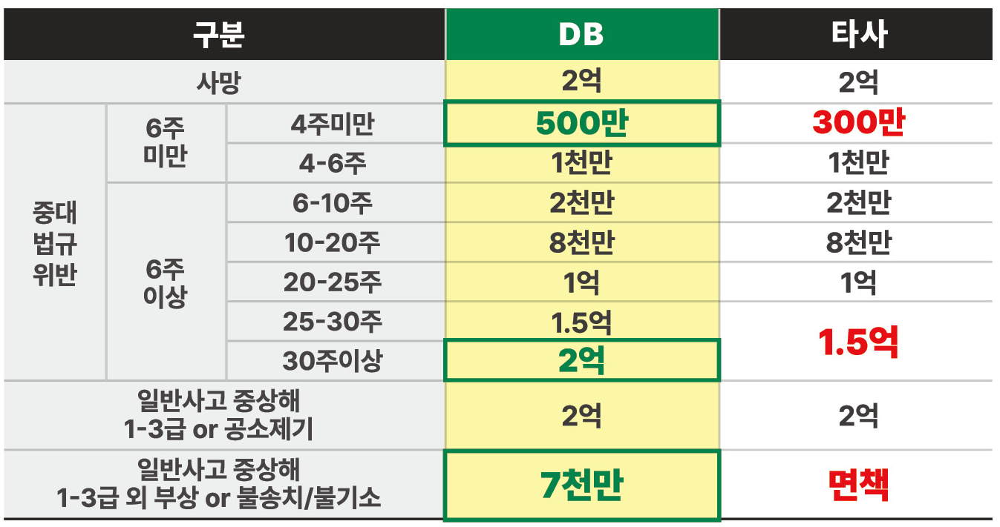 구분 DB 타사
사망 2억 2억
중대
법규
위반
6주
미만
4주미만 500만 300만
4-6주 1천만 1천만
6주
이상
6-10주 2천만 2천만
10-20주 8천만 8천만
20-25주 1억 1억
25-30주 1.5억 1.5억
30주이상 2억
일반사고 중상해
1-3급 or 공소제기 2억 2억
일반사고 중상해
1-3급 외 부상 or 불송치/불기소 7천만 면책